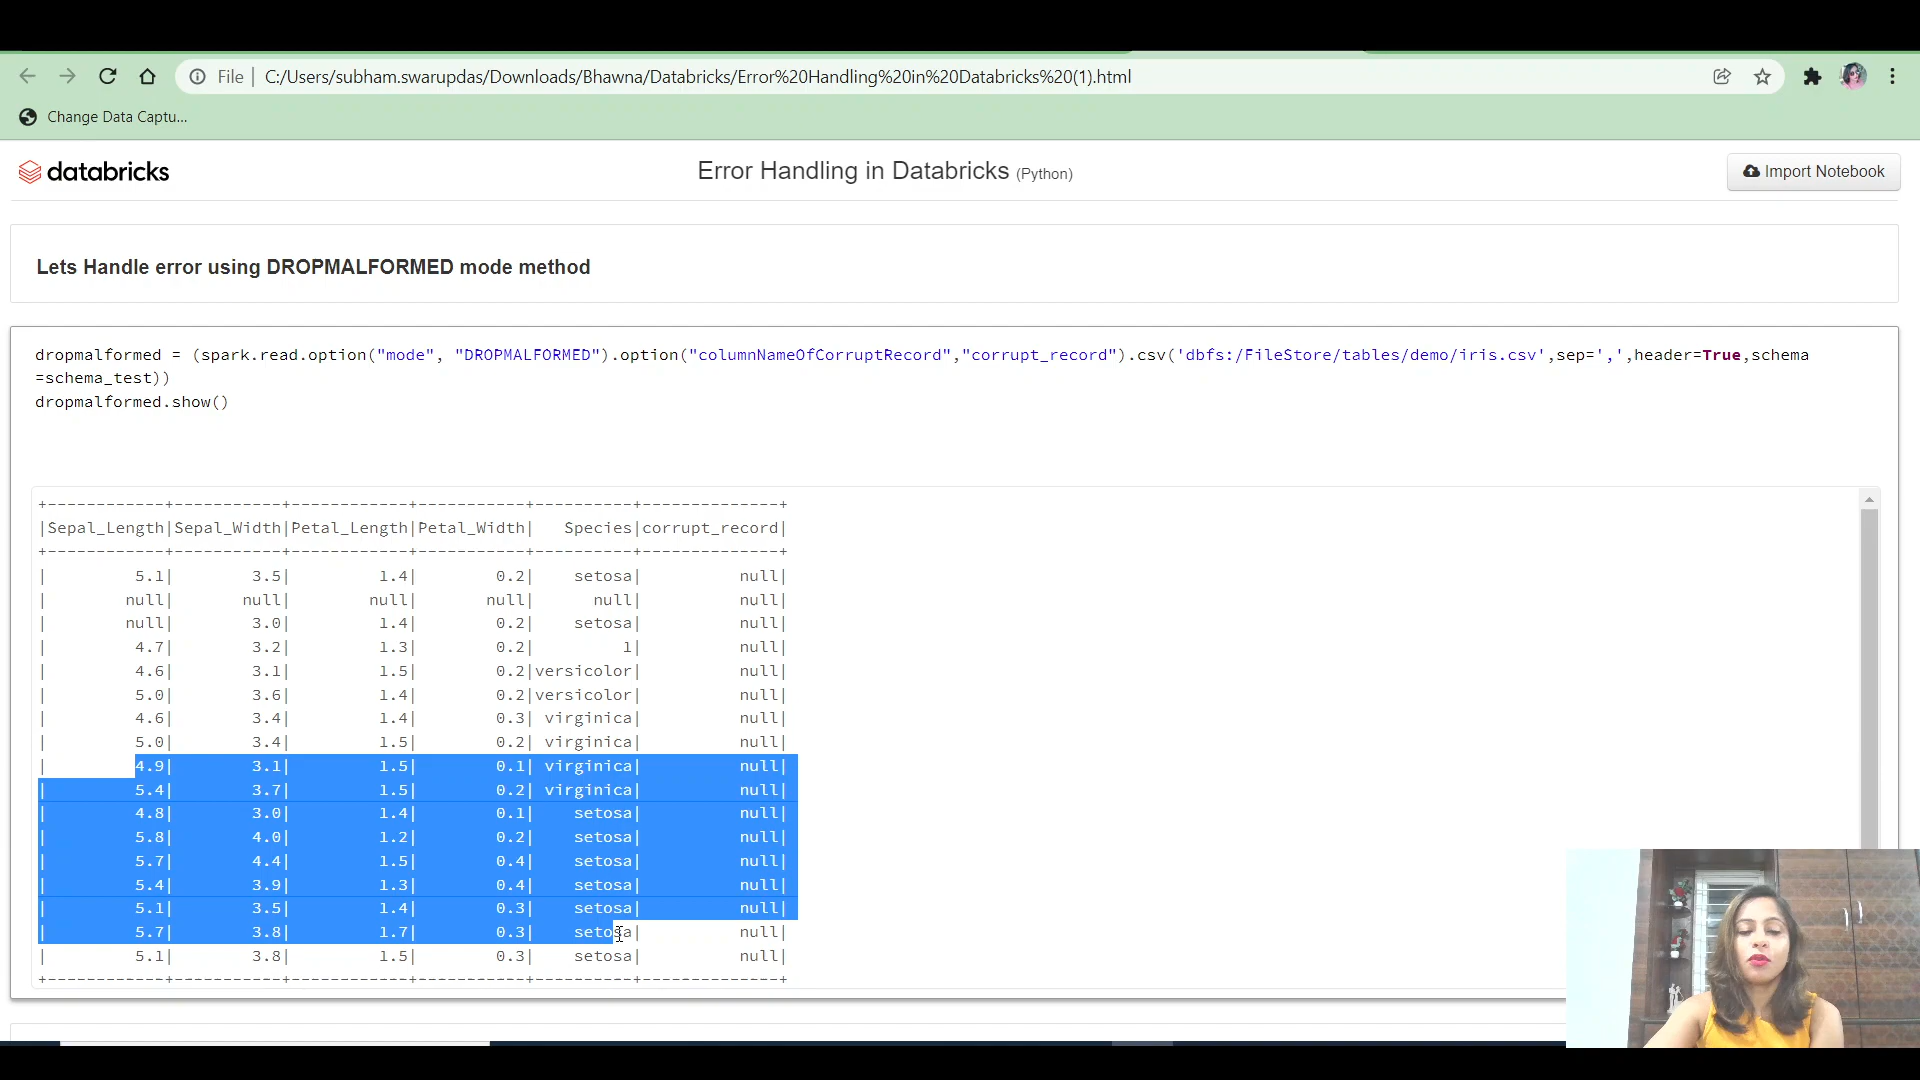 File | C:/Users/subham.swarupdas/Downloads/Bhawna/Databricks/Error%20Handling%20in%20Databricks%20(1).html
Change Data Captu...
databricks
Error Handling in Databricks (Python)
Import Notebook
Lets Handle error using DROPMALFORMED mode method
dropmalformed = (spark.read.option("mode", "DROPMALFORMED").option("columnNameOfCorruptRecord","corrupt_record").csv('dbfs:/FileStore/tables/demo/iris.csv',sep=',',header=True,schema
=schema_test))
dropmalformed.show()
+------------+-----------+------------+-----------+----------+--------------+
|Sepal_Length|Sepal_Width|Petal_Length|Petal_Width|   Species|corrupt_record|
+------------+-----------+------------+-----------+----------+--------------+
|         5.1|        3.5|         1.4|        0.2|    setosa|          null|
|        null|       null|        null|       null|      null|          null|
|        null|        3.0|         1.4|        0.2|    setosa|          null|
|         4.7|        3.2|         1.3|        0.2|         1|          null|
|         4.6|        3.1|         1.5|        0.2|versicolor|          null|
|         5.0|        3.6|         1.4|        0.2|versicolor|          null|
|         4.6|        3.4|         1.4|        0.3| virginica|          null|
|         5.0|        3.4|         1.5|        0.2| virginica|          null|
|         4.9|        3.1|         1.5|        0.1| virginica|          null|
|         5.4|        3.7|         1.5|        0.2| virginica|          null|
|         4.8|        3.0|         1.4|        0.1|    setosa|          null|
|         5.8|        4.0|         1.2|        0.2|    setosa|          null|
|         5.7|        4.4|         1.5|        0.4|    setosa|          null|
|         5.4|        3.9|         1.3|        0.4|    setosa|          null|
|         5.1|        3.5|         1.4|        0.3|    setosa|          null|
|         5.7|        3.8|         1.7|        0.3|    setosa|          null|
|         5.1|        3.8|         1.5|        0.3|    setosa|          null|
+------------+-----------+------------+-----------+----------+--------------+